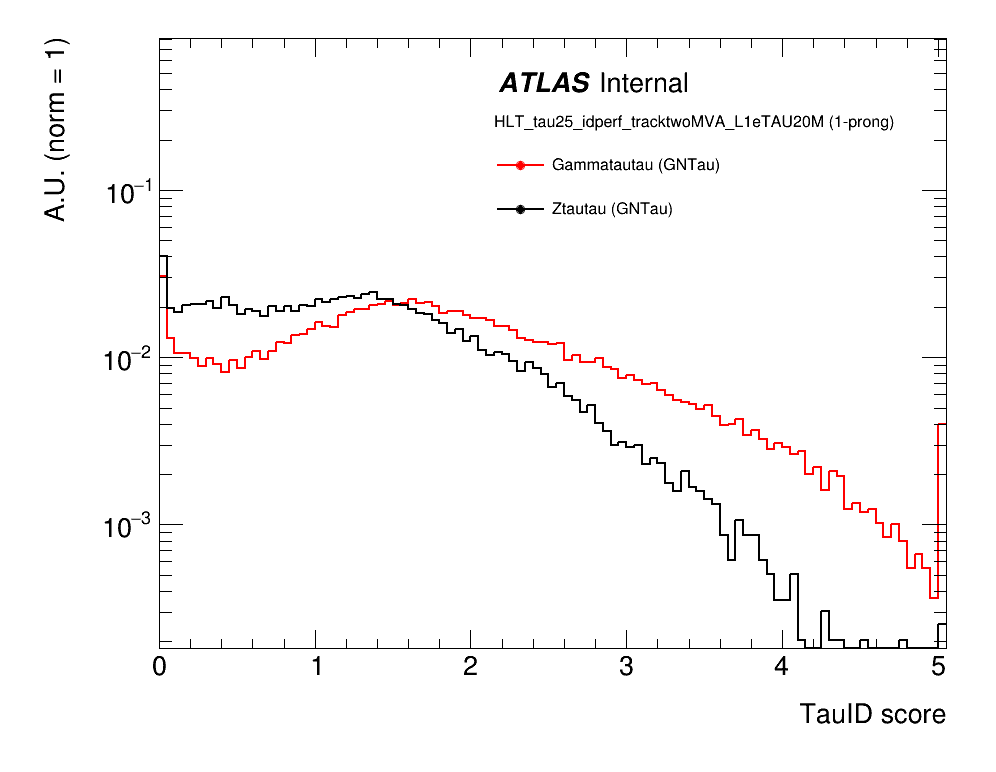 A.U. (norm = 1)
ATLAS Internal
HLT_tau25_idperf_tracktwoMVA_L1eTAU20M (1-prong)
Gammatautau (GNTau)
Ztautau (GNTau)
10⁻¹
10⁻²
10⁻³
0 1 2 3 4 5
TauID score